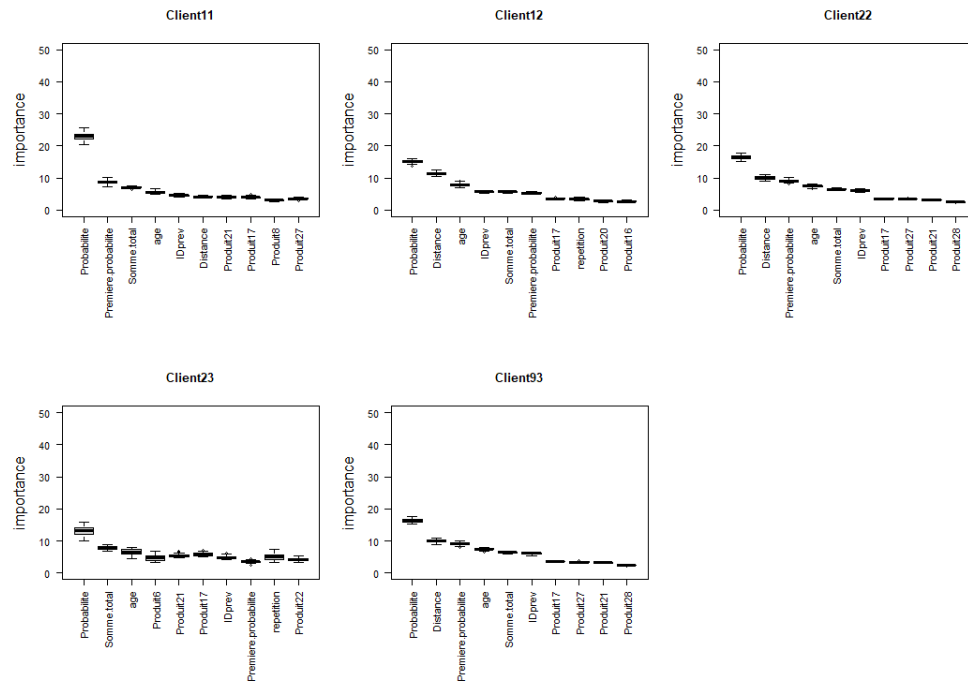 Client11
importance
50
40
30
20
10
0
Probabilite
Premiere.probabilite
Somme.total
age
IDprev
Distance
Produit21
Produit17
Produit8
Produit27
Client12
importance
50
40
30
20
10
0
Probabilite
Distance
age
IDprev
Somme.total
Premiere.probabilite
Produit17
repetition
Produit20
Produit16
Client22
importance
50
40
30
20
10
0
Probabilite
Distance
Premiere.probabilite
age
Somme.total
IDprev
Produit17
Produit27
Produit21
Produit28
Client23
importance
50
40
30
20
10
0
Probabilite
Somme.total
age
Produit6
Produit21
Produit17
IDprev
Premiere.probabilite
repetition
Produit22
Client93
importance
50
40
30
20
10
0
Probabilite
Distance
Premiere.probabilite
age
Somme.total
IDprev
Produit17
Produit27
Produit21
Produit28